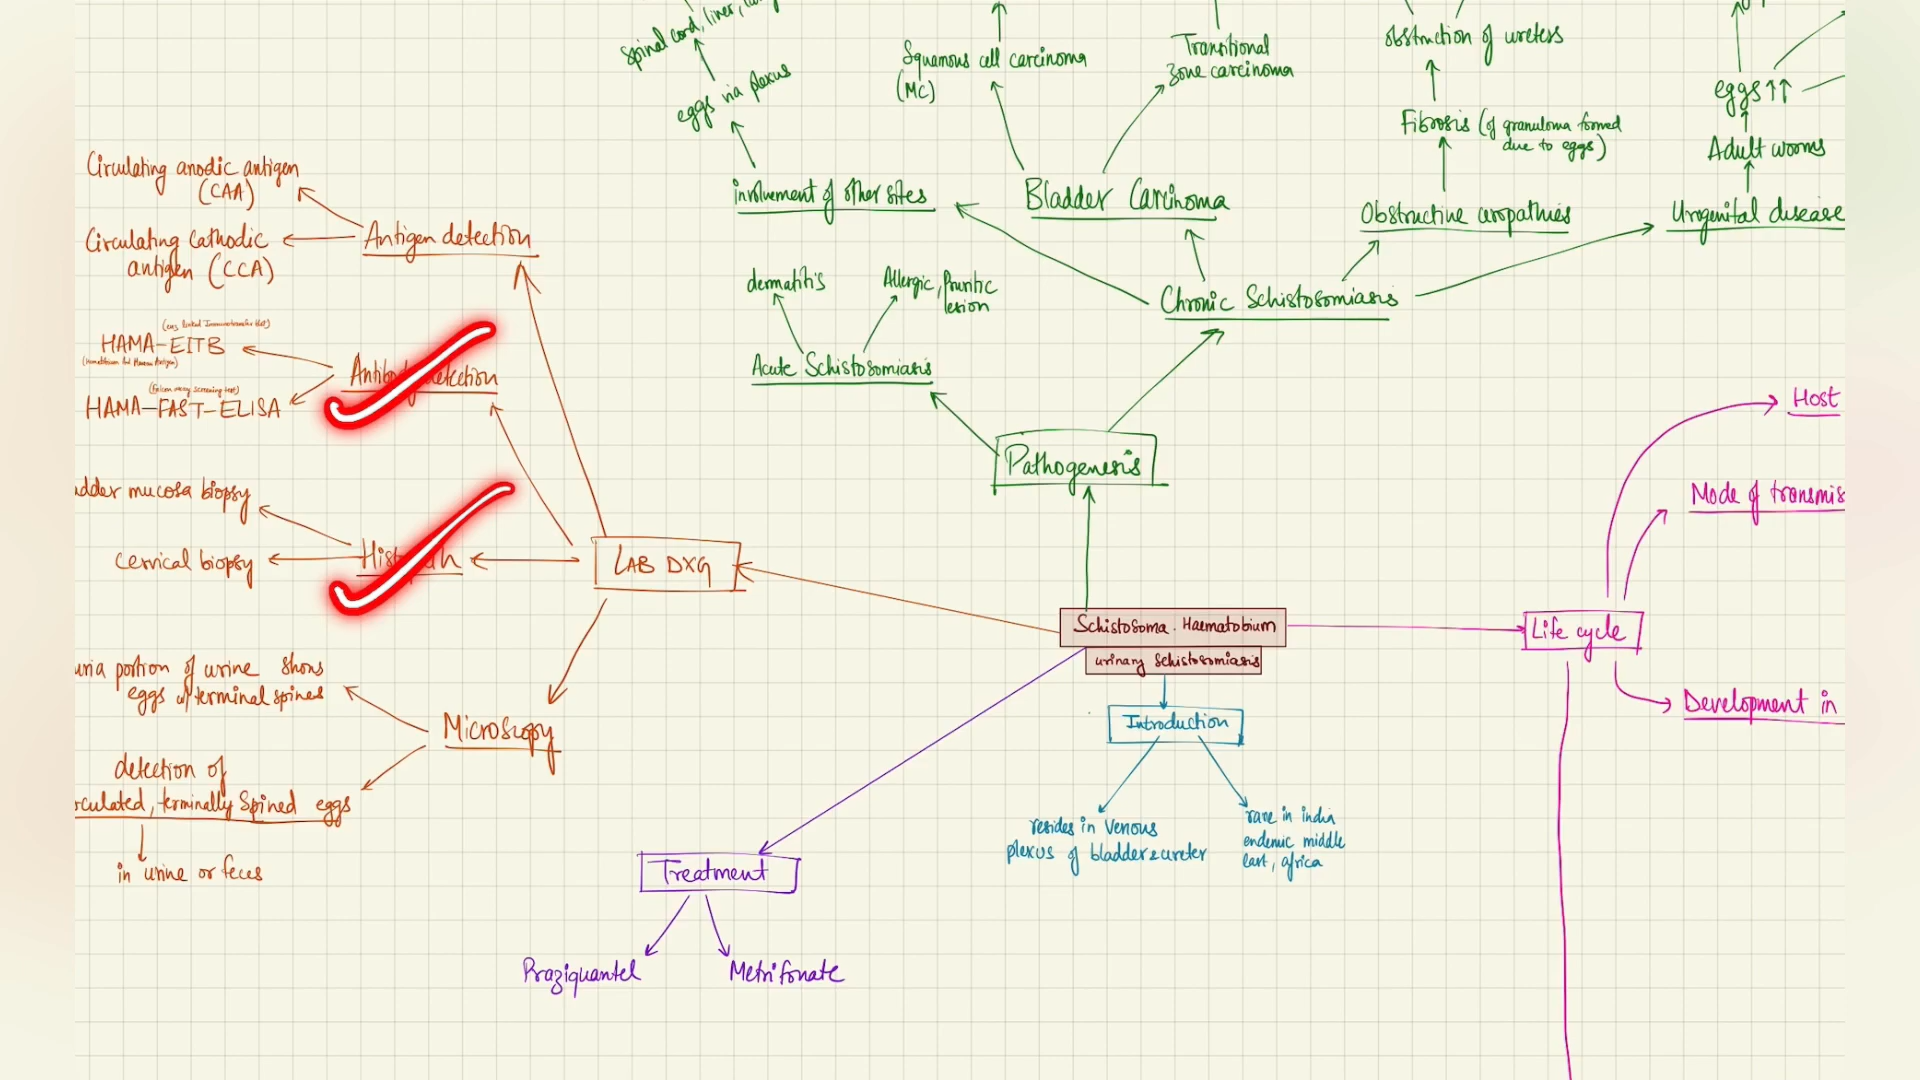 spinal cord, liver,
eggs via plexus
involvement of other sites
Squamous cell carcinoma
(MC)
Transitional
Zone carcinoma
Bladder Carcinoma
obstruction of ureters
Fibrosis (of granuloma formed
due to eggs)
Obstructive uropathies
eggs ↑↑
Adult worms
Urogenital disease
dermatitis
Allergic, Pruritic
lesion
Acute Schistosomiasis
Chronic Schistosomiasis
Pathogenesis
Circulating anodic antigen
(CAA)
Circulating Cathodic
antigen (CCA)
Antigen detection
HAMA-EITB
HAMA-FAST-ELISA
detection
mucosa biopsy
cervical biopsy
LAB DXG
portion of urine shows
eggs w/ terminal spines
Microscopy
detection of
terminally Spined eggs
in urine or feces
Schistosoma. Haematobium
urinary Schistosomiasis
Introduction
resides in Venous
plexus of bladder & ureter
rare in india
endemic middle
east, africa
Treatment
Praziquantel
Metrifonate
Life cycle
Host
Mode of
Development in